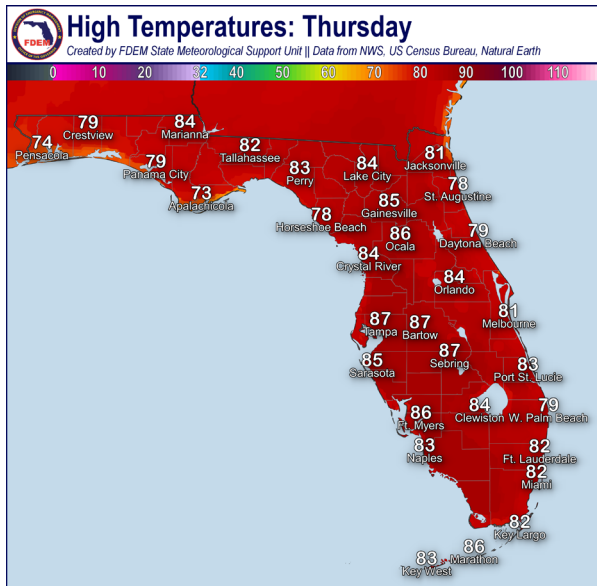 High Temperatures: Thursday
Created by FDEM State Meteorological Support Unit || Data from NWS, US Census Bureau, Natural Earth
FDEM
0 10 20 32 40 50 60 70 80 90 100 110 120
79
Crestview
84
Marianna
74
Pensacola
82
Tallahassee
81
Jacksonville
79
Panama City
83
Perry
84
Lake City
78
St. Augustine
73
Apalachicola
85
Gainesville
78
Horseshoe Beach
86
Ocala
79
Daytona Beach
84
Crystal River
84
Orlando
81
Melbourne
87
Tampa
87
Bartow
87
Sebring
85
Sarasota
83
Port St. Lucie
86
Ft. Myers
84
Clewiston
79
W. Palm Beach
83
Naples
82
Ft. Lauderdale
82
Miami
82
Key Largo
86
Marathon
83
Key West